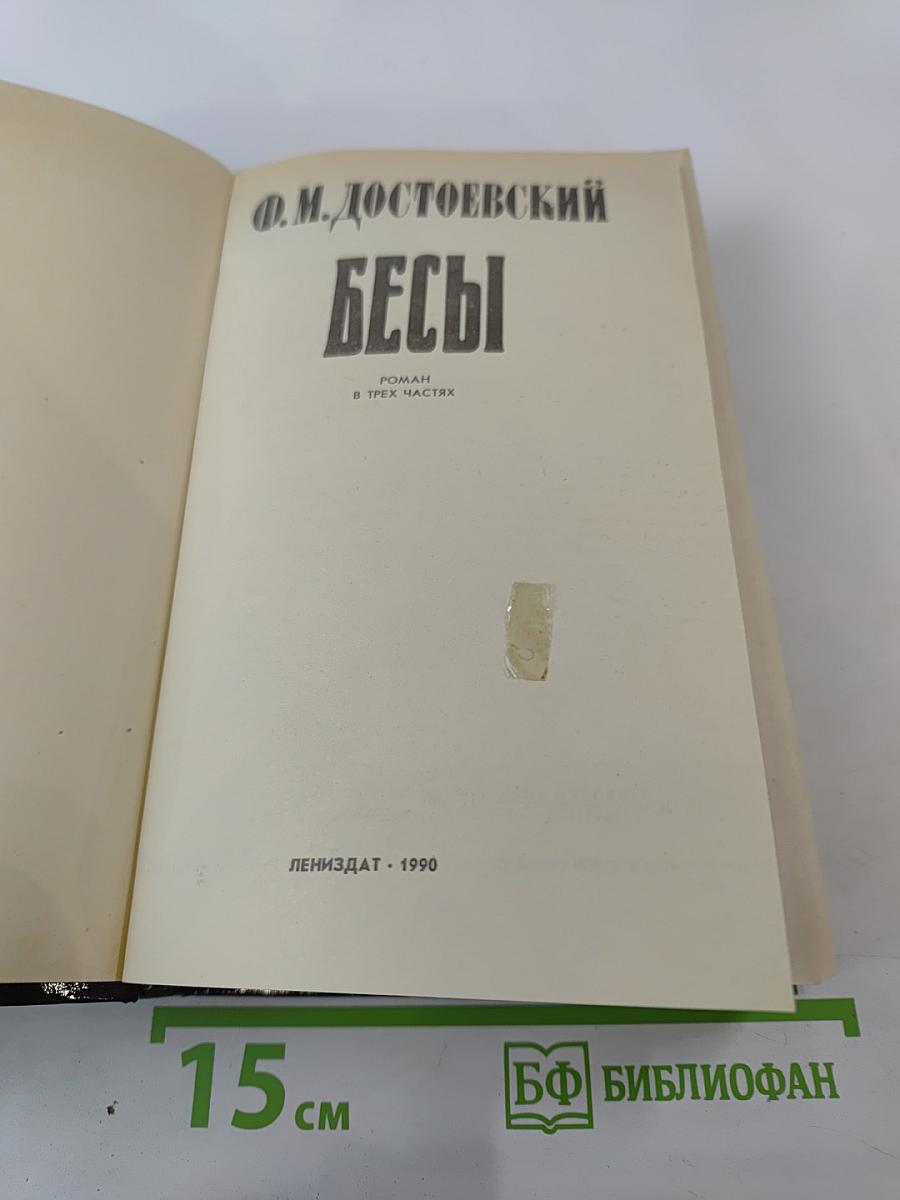 Ф. М. ДОСТОЕВСКИЙ
БЕСЫ
РОМАН
В ТРЕХ ЧАСТЯХ
ЛЕНИЗДАТ • 1990
15 см
БФ БИБЛИОФАН